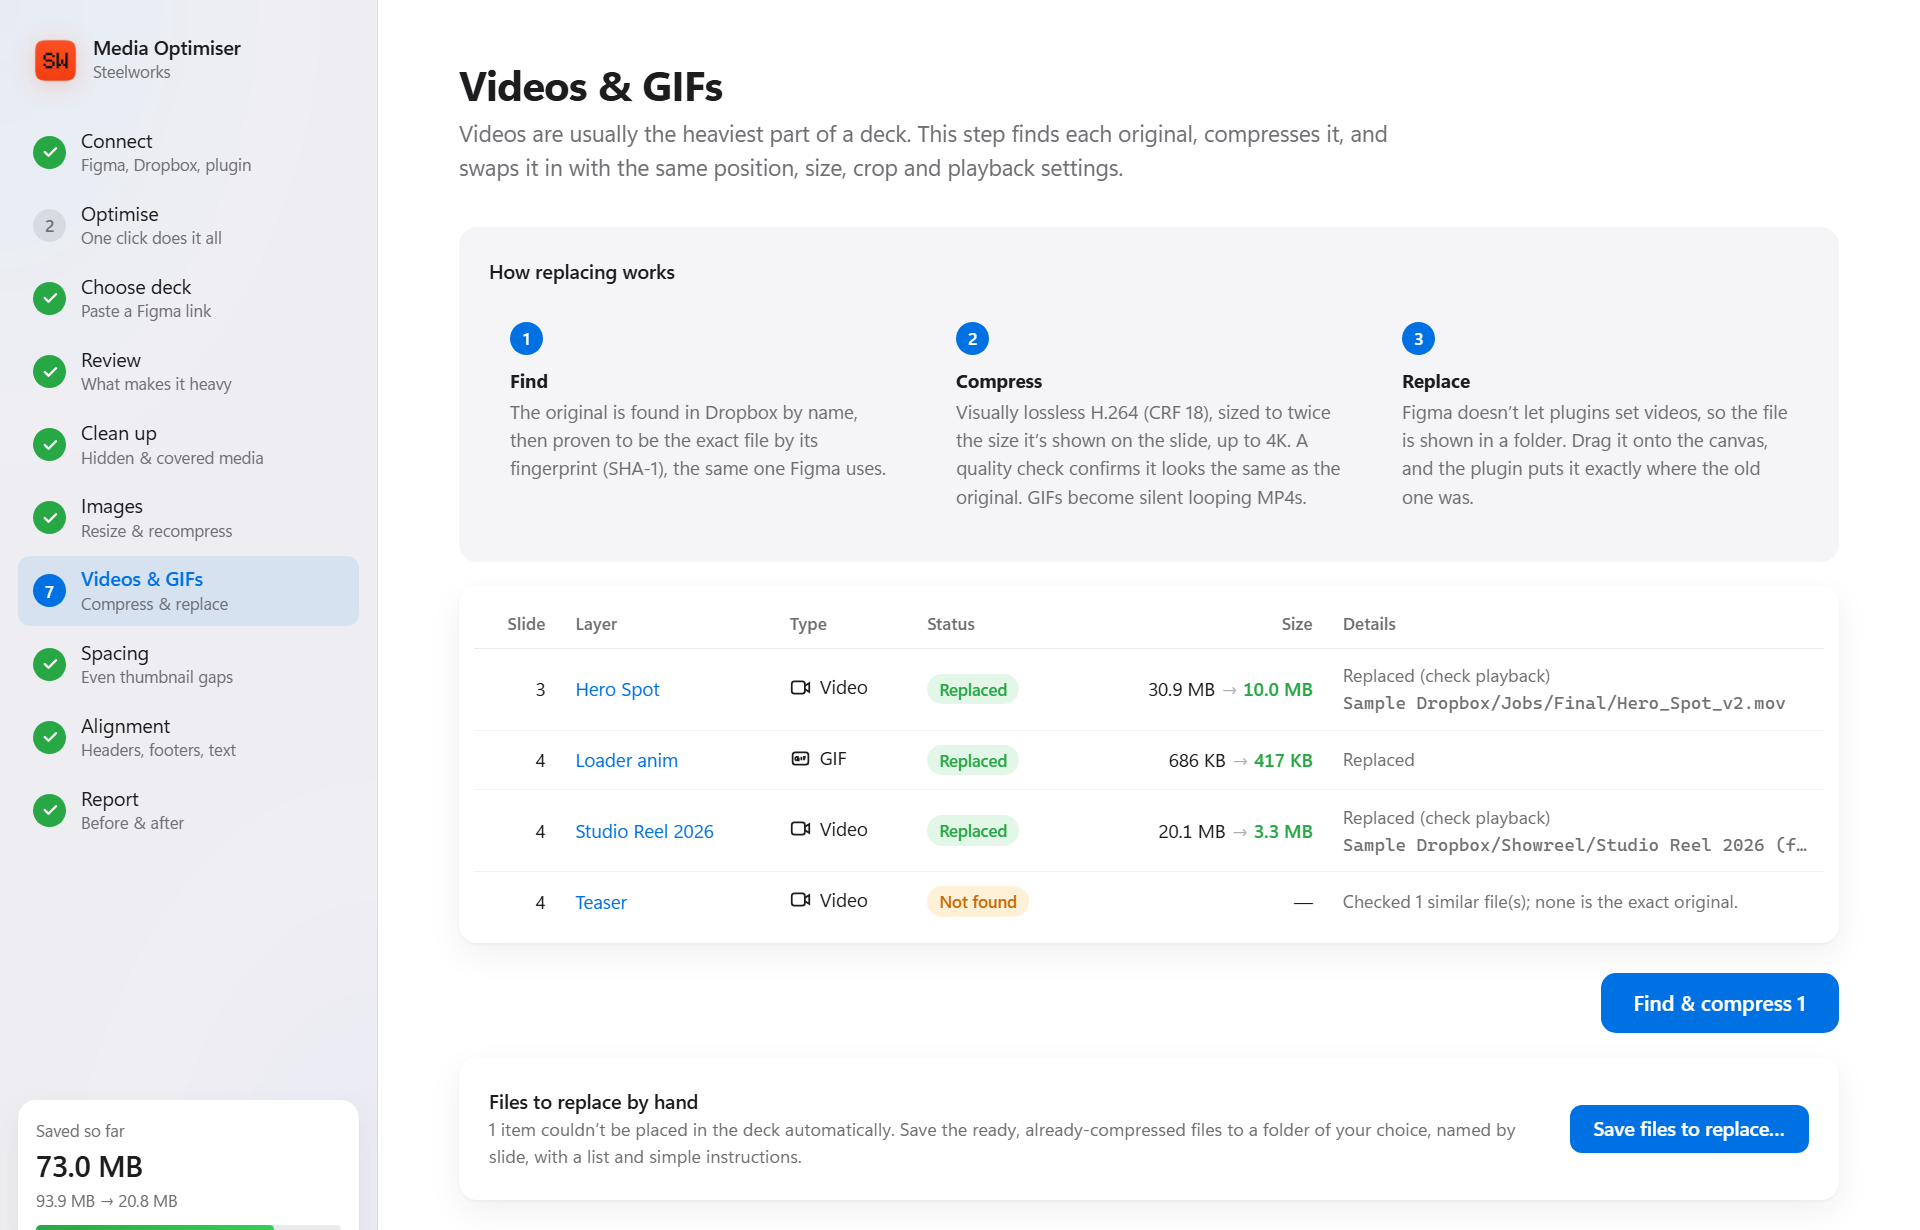 SW
Media Optimiser
Steelworks
Connect
Figma, Dropbox, plugin
2
Optimise
One click does it all
Choose deck
Paste a Figma link
Review
What makes it heavy
Clean up
Hidden & covered media
Images
Resize & recompress
7
Videos & GIFs
Compress & replace
Spacing
Even thumbnail gaps
Alignment
Headers, footers, text
Report
Before & after
Saved so far
73.0 MB
93.9 MB → 20.8 MB
Videos & GIFs
Videos are usually the heaviest part of a deck. This step finds each original, compresses it, and
swaps it in with the same position, size, crop and playback settings.
How replacing works
1
Find
The original is found in Dropbox by name,
then proven to be the exact file by its
fingerprint (SHA-1), the same one Figma uses.
2
Compress
Visually lossless H.264 (CRF 18), sized to twice
the size it’s shown on the slide, up to 4K. A
quality check confirms it looks the same as the
original. GIFs become silent looping MP4s.
3
Replace
Figma doesn’t let plugins set videos, so the file
is shown in a folder. Drag it onto the canvas,
and the plugin puts it exactly where the old
one was.
Slide Layer Type Status Size Details
3 Hero Spot Video Replaced 30.9 MB → 10.0 MB Replaced (check playback)
Sample Dropbox/Jobs/Final/Hero_Spot_v2.mov
4 Loader anim GIF GIF Replaced 686 KB → 417 KB Replaced
4 Studio Reel 2026 Video Replaced 20.1 MB → 3.3 MB Replaced (check playback)
Sample Dropbox/Showreel/Studio Reel 2026 (f…
4 Teaser Video Not found — Checked 1 similar file(s); none is the exact original.
Find & compress 1
Files to replace by hand
1 item couldn’t be placed in the deck automatically. Save the ready, already-compressed files to a folder of your choice, named by
slide, with a list and simple instructions.
Save files to replace...